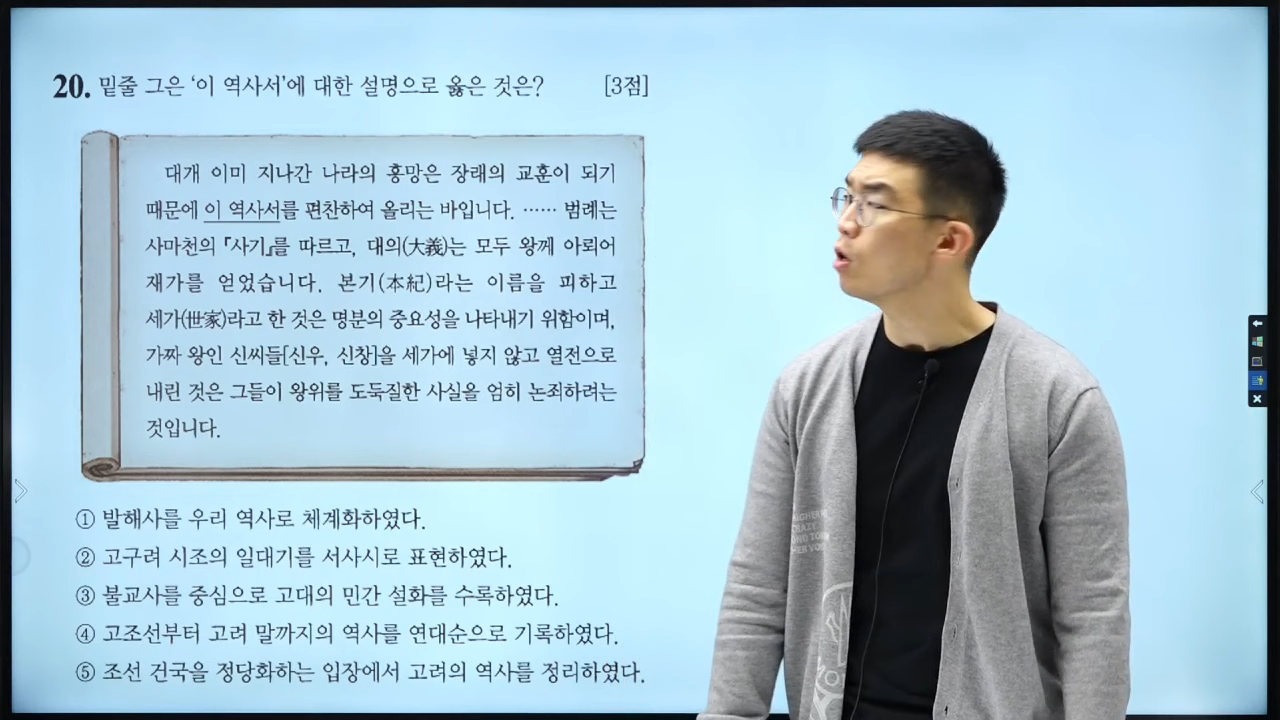 20. 밑줄 그은 ‘이 역사서’에 대한 설명으로 옳은 것은? [3점]
대개 이미 지나간 나라의 흥망은 장래의 교훈이 되기
때문에 이 역사서를 편찬하여 올리는 바입니다. …… 범례는
사마천의 『사기』를 따르고, 대의(大義)는 모두 왕께 아뢰어
재가를 얻었습니다. 본기(本紀)라는 이름을 피하고
세가(世家)라고 한 것은 명분의 중요성을 나타내기 위함이며,
가짜 왕인 신씨들[신우, 신창]을 세가에 넣지 않고 열전으로
내린 것은 그들이 왕위를 도둑질한 사실을 엄히 논죄하려는
것입니다.
① 발해사를 우리 역사로 체계화하였다.
② 고구려 시조의 일대기를 서사시로 표현하였다.
③ 불교사를 중심으로 고대의 민간 설화를 수록하였다.
④ 고조선부터 고려 말까지의 역사를 연대순으로 기록하였다.
⑤ 조선 건국을 정당화하는 입장에서 고려의 역사를 정리하였다.